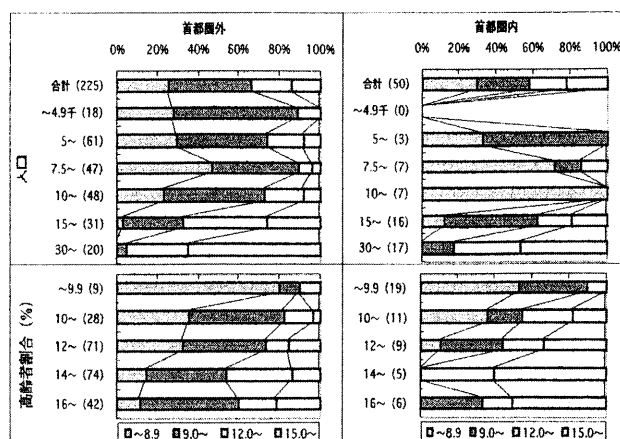 首都圏外
0% 20% 40% 60% 80% 100%
人口
合計 (225)
～4.9千 (18)
5～ (61)
7.5～ (47)
10～ (48)
15～ (31)
30～ (20)
高齢者割合 (%)
～9.9 (9)
10～ (28)
12～ (71)
14～ (74)
16～ (42)
～8.9 9.0～ 12.0～ 15.0～
首都圏内
0% 20% 40% 60% 80% 100%
合計 (50)
～4.9千 (0)
5～ (3)
7.5～ (7)
10～ (7)
15～ (16)
30～ (17)
～9.9 (19)
10～ (11)
12～ (9)
14～ (5)
16～ (6)
～8.9 9.0～ 12.0～ 15.0～